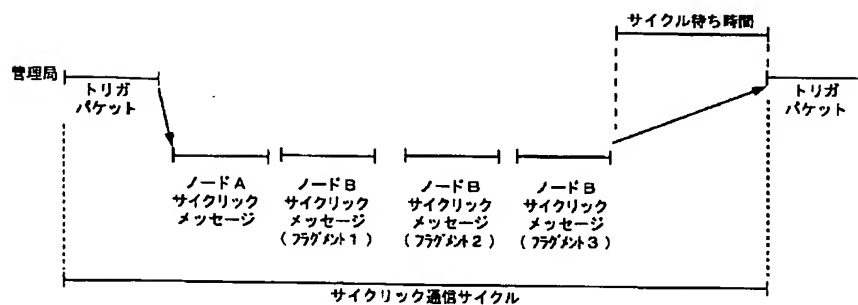 サイクル待ち時間
管理局
トリガ
パケット
トリガ
パケット
ノードA
サイクリック
メッセージ
ノードB
サイクリック
メッセージ
(フラグメント1)
ノードB
サイクリック
メッセージ
(フラグメント2)
ノードB
サイクリック
メッセージ
(フラグメント3)
サイクリック通信サイクル